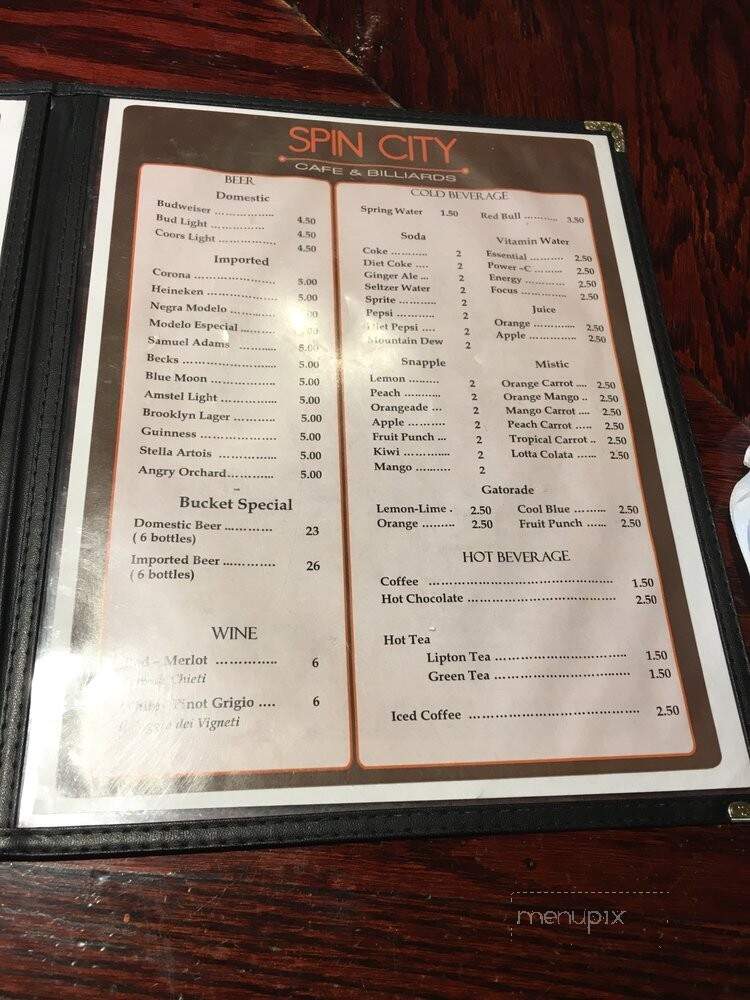 SPIN CITY
CAFE & BILLIARDS
BEER
Domestic
Budweiser ............... 4.50
Bud Light .............. 4.50
Coors Light ............... 4.50
Imported
Corona .................... 5.00
Heineken ................. 5.00
Negra Modelo ...........
Modelo Especial ........
Samuel Adams ......... 5.00
Becks ....................... 5.00
Blue Moon ............... 5.00
Amstel Light ............. 5.00
Brooklyn Lager .......... 5.00
Guinness .................. 5.00
Stella Artois .............. 5.00
Angry Orchard........... 5.00
Bucket Special
Domestic Beer ............ 23
( 6 bottles)
Imported Beer ............. 26
( 6 bottles)
WINE
– Merlot ............. 6
Chieti
Pinot Grigio .... 6
dei Vigneti
COLD BEVERAGE
Spring Water 1.50
Red Bull .......... 3.50
Soda
Coke .......... 2
Diet Coke .... 2
Ginger Ale ... 2
Seltzer Water 2
Sprite ........... 2
Pepsi ............ 2
Diet Pepsi .... 2
Mountain Dew 2
Vitamin Water
Essential .......... 2.50
Power –C ........ 2.50
Energy ............. 2.50
Focus ............... 2.50
Juice
Orange ............. 2.50
Apple ............... 2.50
Snapple
Lemon ......... 2
Peach ........... 2
Orangeade ... 2
Apple .......... 2
Fruit Punch ... 2
Kiwi ............. 2
Mango .......... 2
Mistic
Orange Carrot .... 2.50
Orange Mango .. 2.50
Mango Carrot .... 2.50
Peach Carrot ..... 2.50
Tropical Carrot .. 2.50
Lotta Colata ...... 2.50
Gatorade
Lemon-Lime . 2.50
Orange ......... 2.50
Cool Blue ......... 2.50
Fruit Punch ...... 2.50
HOT BEVERAGE
Coffee ............................................. 1.50
Hot Chocolate .................................... 2.50
Hot Tea
Lipton Tea ................................ 1.50
Green Tea ................................. 1.50
Iced Coffee ........................................ 2.50
menupix